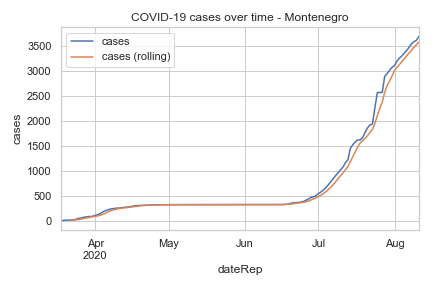 COVID-19 cases over time - Montenegro
cases
cases (rolling)
3500
3000
2500
2000
1500
1000
500
0
cases
Apr
2020
May
Jun
Jul
Aug
dateRep